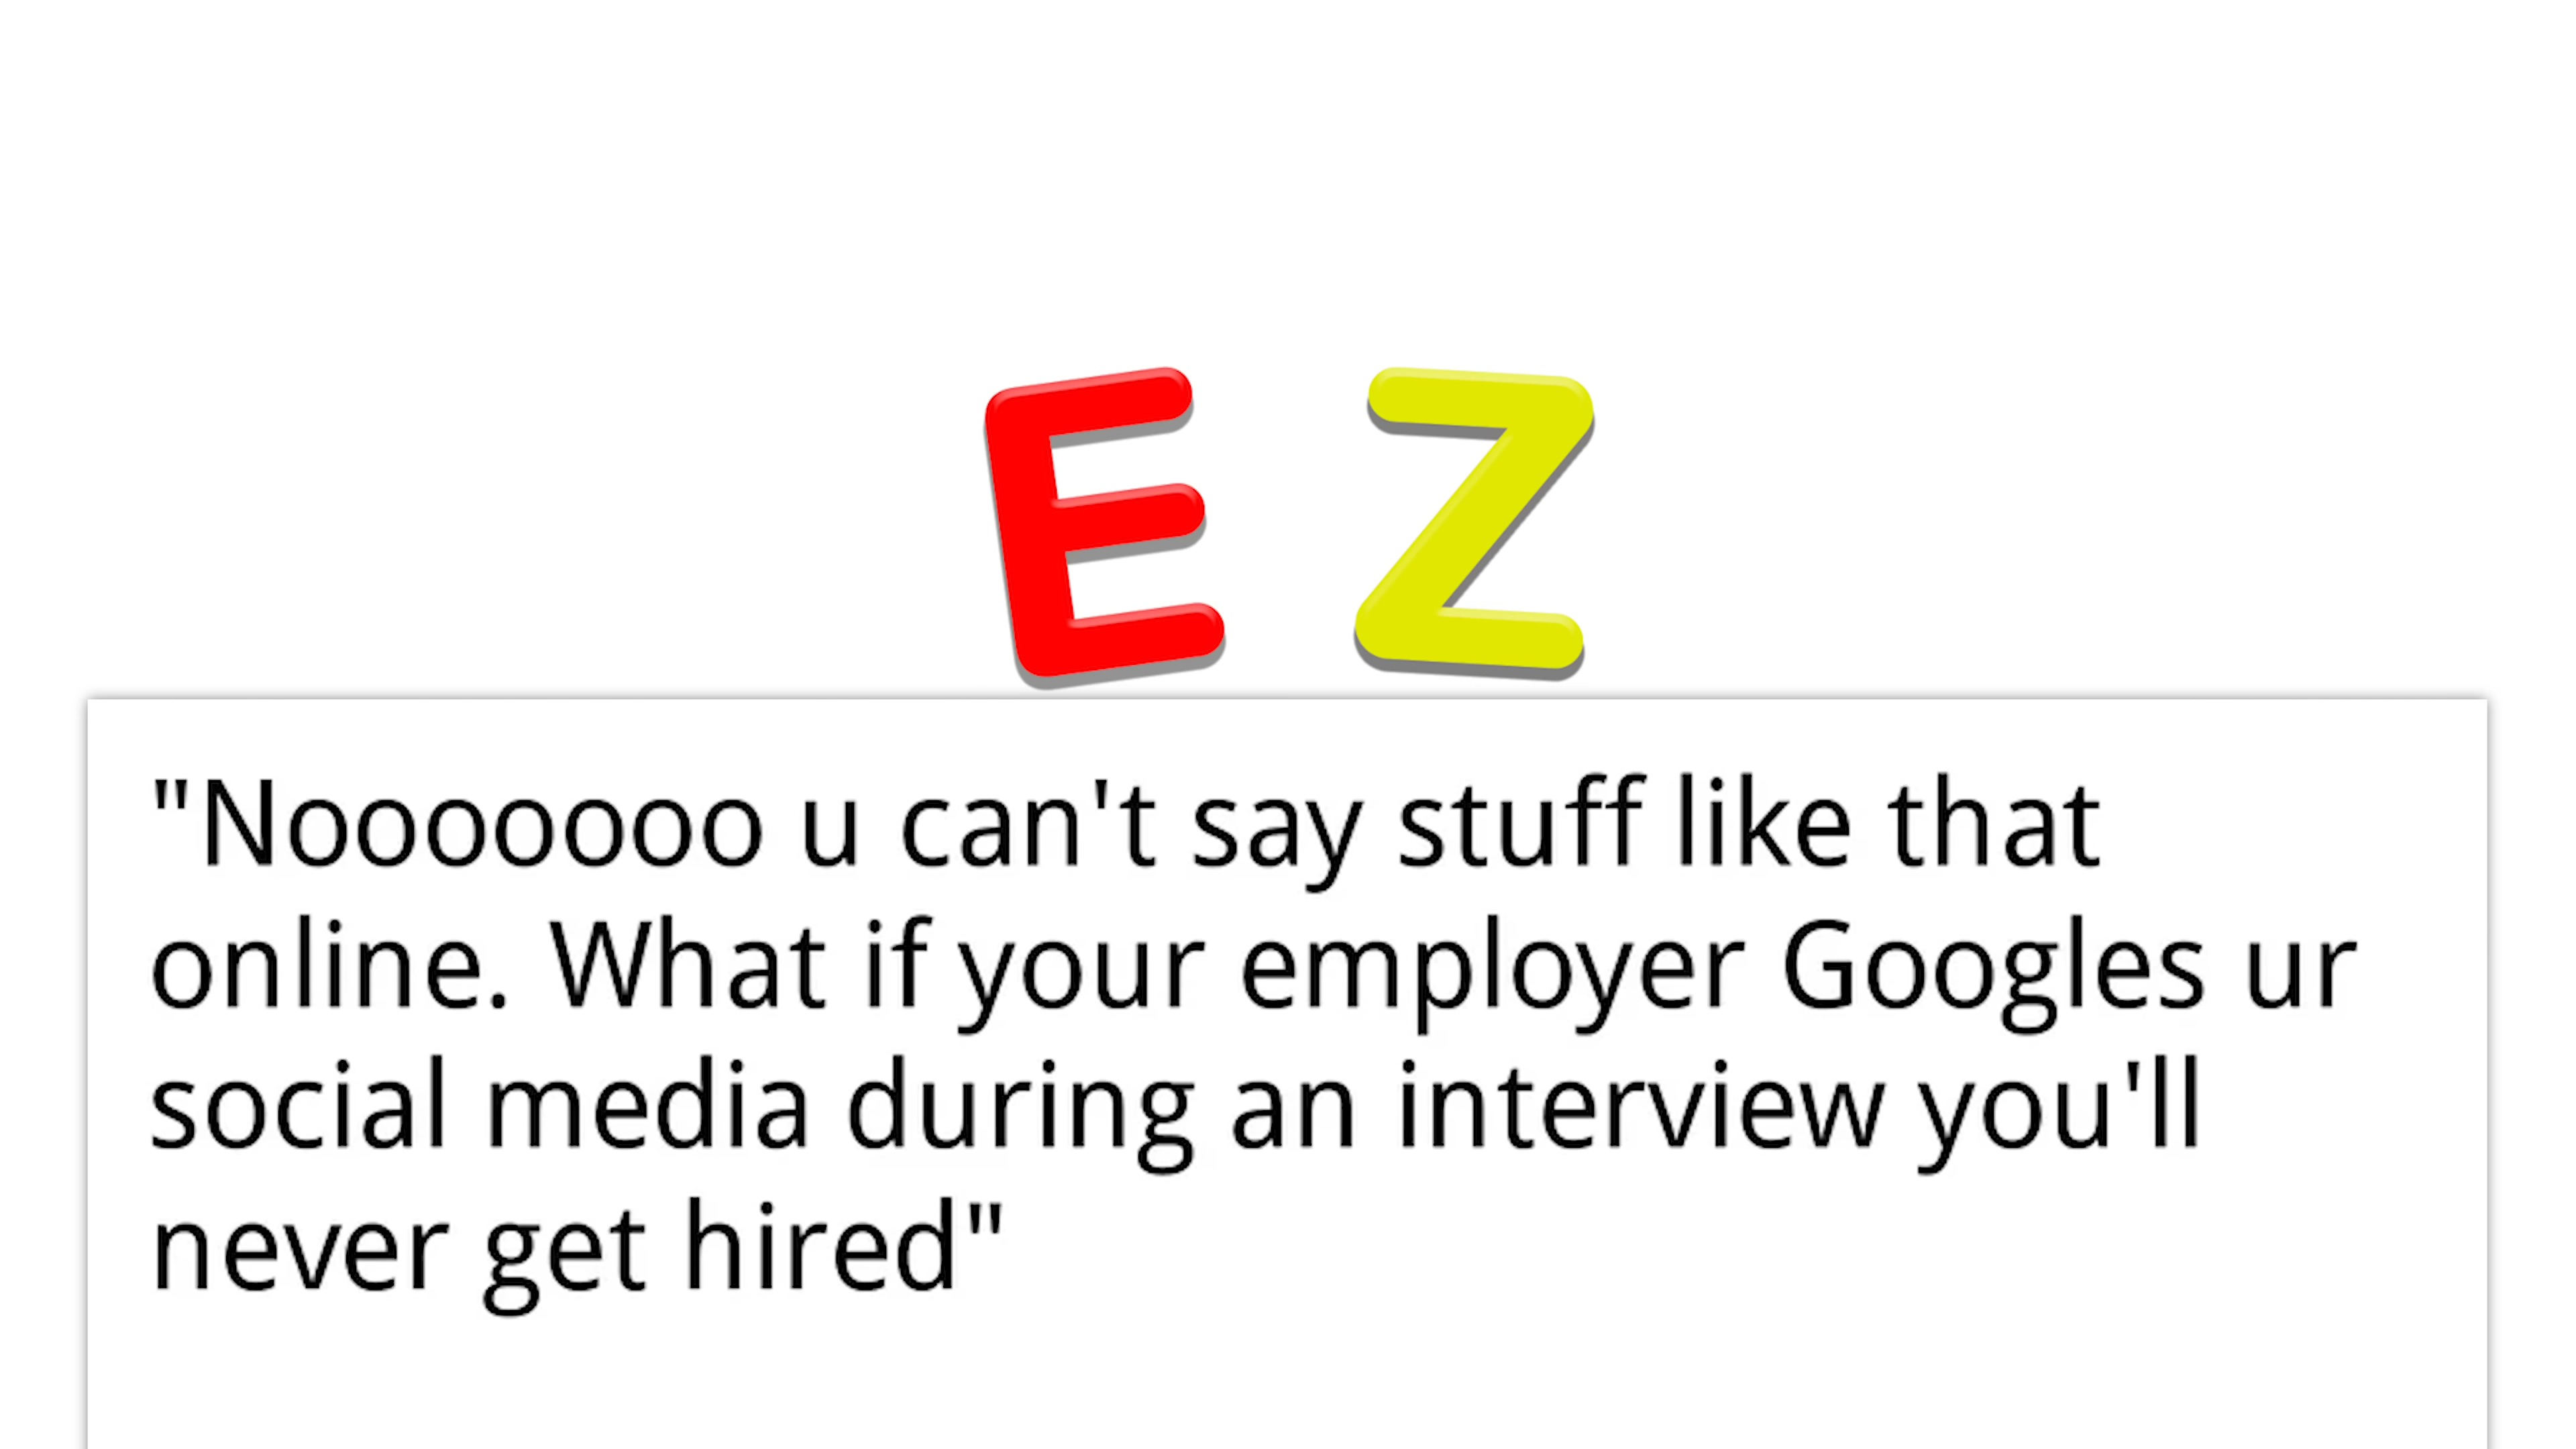 E Z
"Nooooooo u can't say stuff like that
online. What if your employer Googles ur
social media during an interview you'll
never get hired"